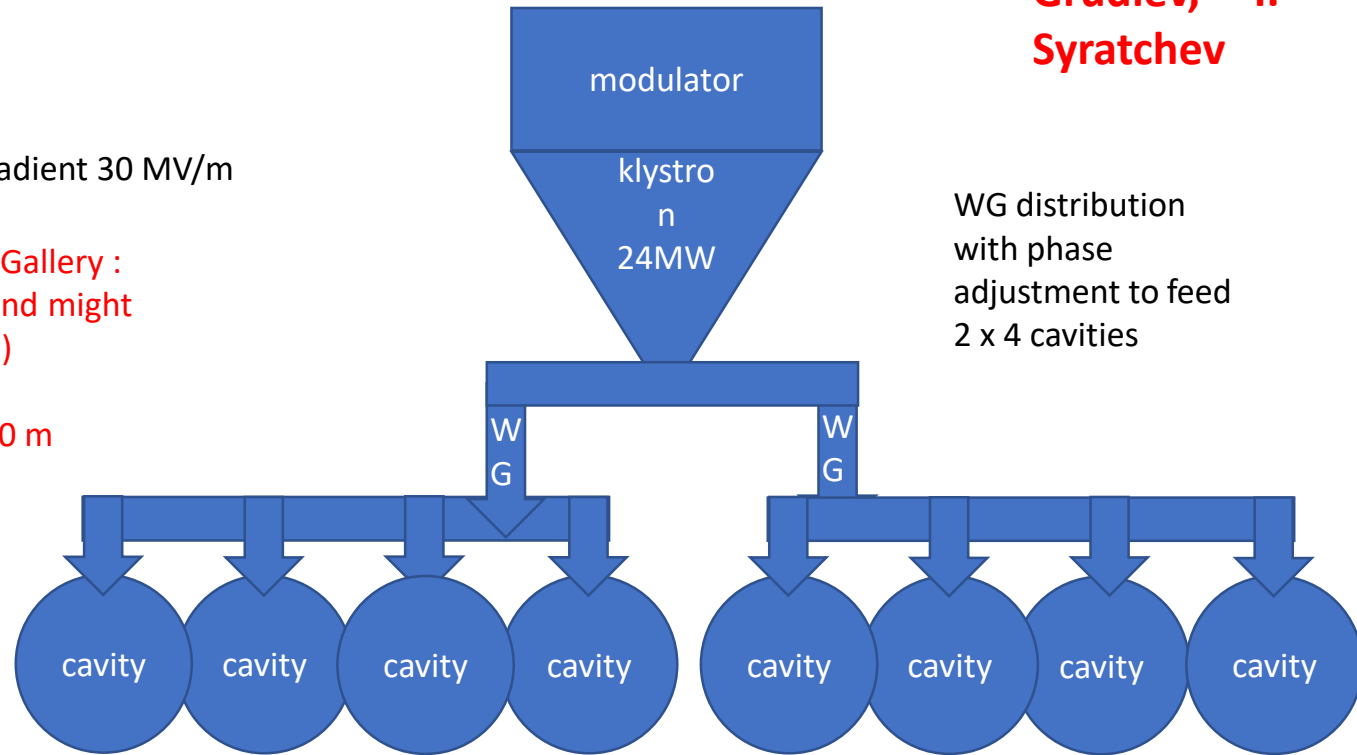 Syratchev
modulator
adient 30 MV/m
klystro
n
24MW
WG distribution
with phase
adjustment to feed
2 x 4 cavities
Gallery :
nd might
)
0 m
W
G
W
G
cavity
cavity
cavity
cavity
cavity
cavity
cavity
cavity